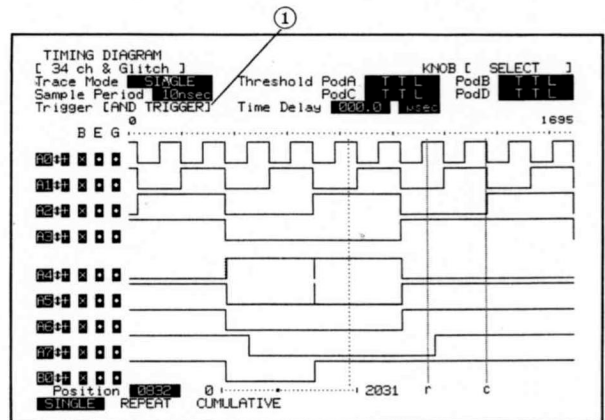 ①
TIMING DIAGRAM
[ 34 ch & Glitch ] KNOB [ SELECT ]
Trace Mode SINGLE Threshold PodA TTL PodB TTL
Sample Period 10nsec PodC TTL PodD TTL
Trigger [AND TRIGGER] Time Delay 000.0 μsec
B E G 0 1695
A0
A1
A2
A3
A4
A5
A6
A7
B0
Position 0832 0 2031 r c
SINGLE REPEAT CUMULATIVE